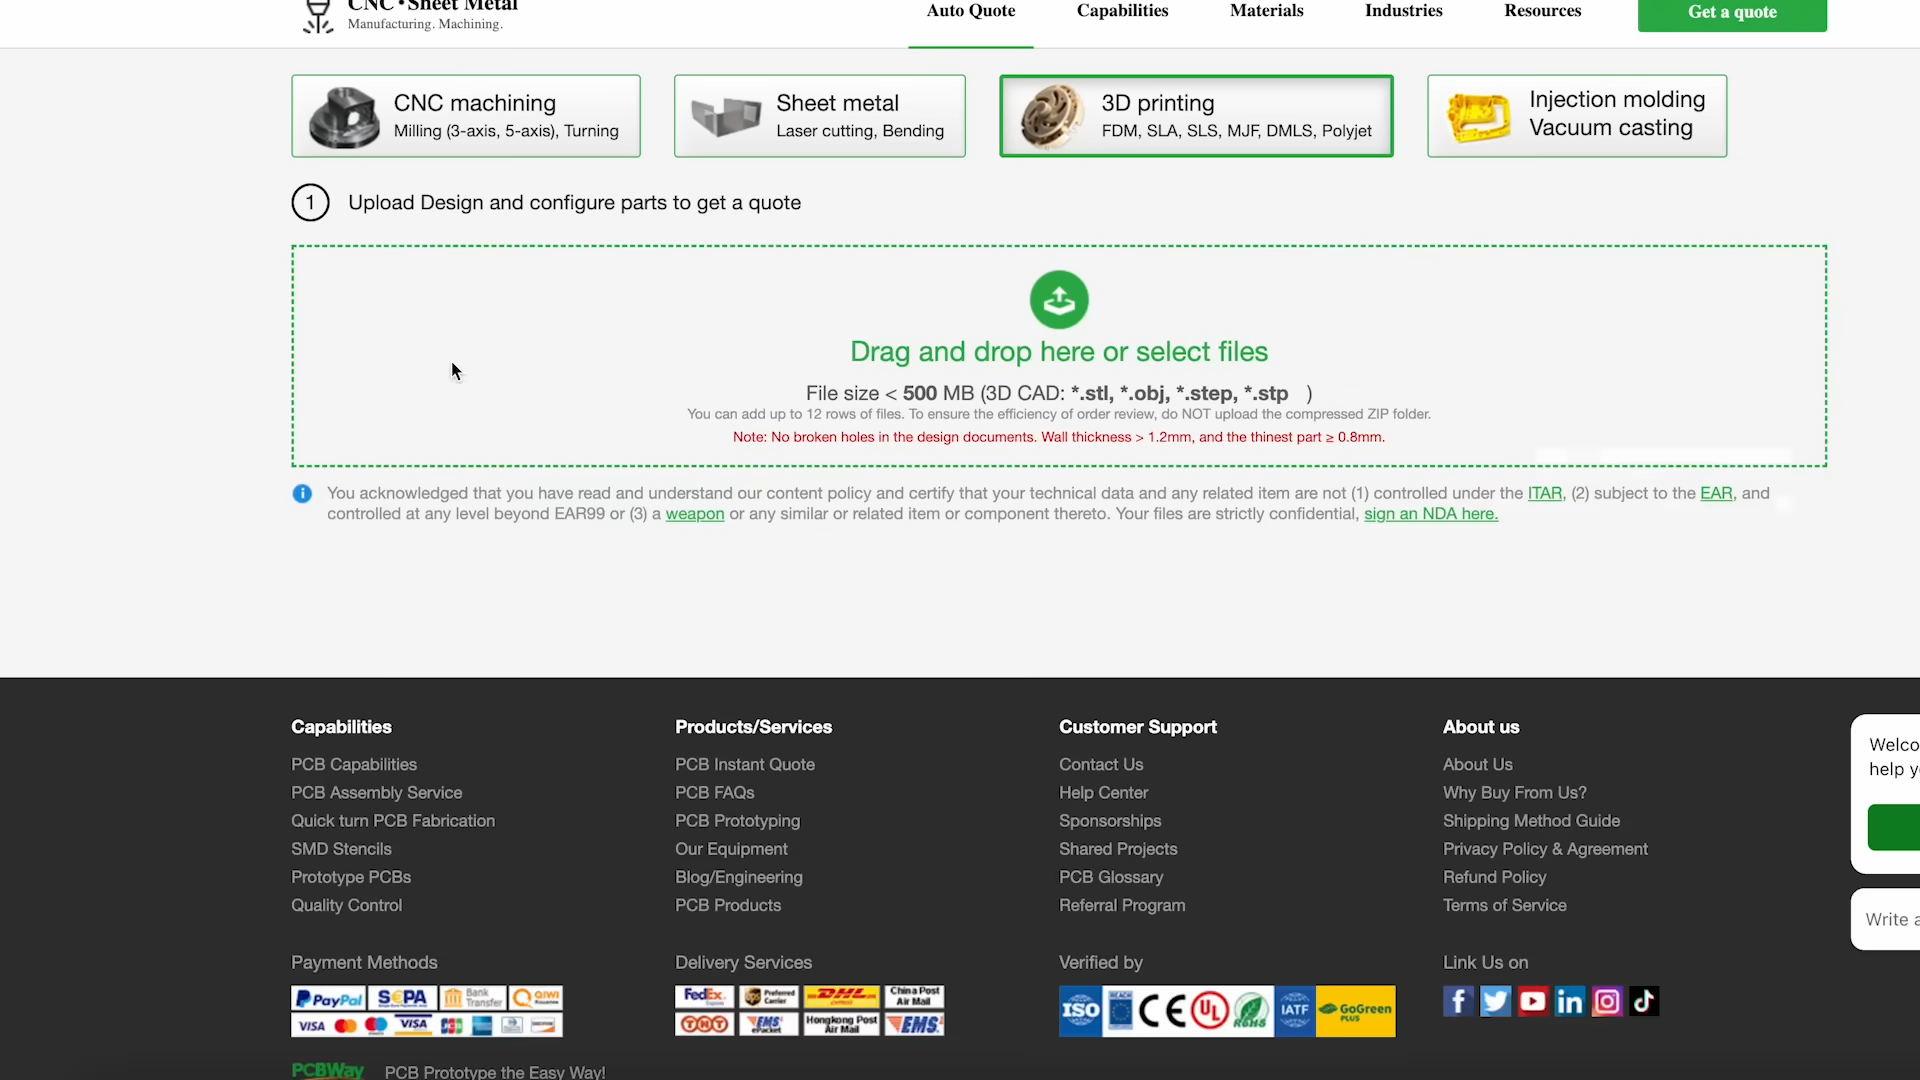 CNC • Sheet Metal
Manufacturing. Machining.
Auto Quote
Capabilities
Materials
Industries
Resources
Get a quote
CNC machining
Milling (3-axis, 5-axis), Turning
Sheet metal
Laser cutting, Bending
3D printing
FDM, SLA, SLS, MJF, DMLS, Polyjet
Injection molding
Vacuum casting
1 Upload Design and configure parts to get a quote
Drag and drop here or select files
File size < 500 MB (3D CAD: *.stl, *.obj, *.step, *.stp )
You can add up to 12 rows of files. To ensure the efficiency of order review, do NOT upload the compressed ZIP folder.
Note: No broken holes in the design documents. Wall thickness > 1.2mm, and the thinest part ≥ 0.8mm.
You acknowledged that you have read and understand our content policy and certify that your technical data and any related item are not (1) controlled under the ITAR, (2) subject to the EAR, and
controlled at any level beyond EAR99 or (3) a weapon or any similar or related item or component thereto. Your files are strictly confidential, sign an NDA here.
Capabilities
PCB Capabilities
PCB Assembly Service
Quick turn PCB Fabrication
SMD Stencils
Prototype PCBs
Quality Control
Products/Services
PCB Instant Quote
PCB FAQs
PCB Prototyping
Our Equipment
Blog/Engineering
PCB Products
Customer Support
Contact Us
Help Center
Sponsorships
Shared Projects
PCB Glossary
Referral Program
About us
About Us
Why Buy From Us?
Shipping Method Guide
Privacy Policy & Agreement
Refund Policy
Terms of Service
Welco
help y
Write a
Payment Methods
PayPal
SEPA
Bank Transfer
QIWI
VISA
VISA
JCB
Delivery Services
FedEx Express
Preferred Carrier
DHL
China Post Air Mail
TNT
EMS ePacket
Hongkong Post Air Mail
EMS
Verified by
ISO
REACH
CE
UL
RoHS
IATF
GoGreen PLUS
Link Us on
PCBWay
PCB Prototype the Easy Way!